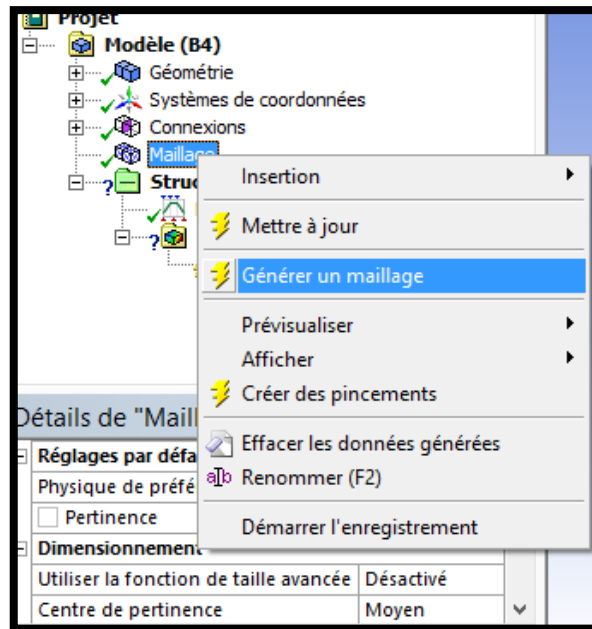 Projet
Modèle (B4)
Géométrie
Systèmes de coordonnées
Connexions
Maillage
Insertion
Mettre à jour
Générer un maillage
Prévisualiser
Afficher
Créer des pincements
Effacer les données générées
Renommer (F2)
Démarrer l'enregistrement
Détails de "Maill
Réglages par défa
Physique de préfé
Pertinence
Dimensionnement
Utiliser la fonction de taille avancée Désactivé
Centre de pertinence Moyen